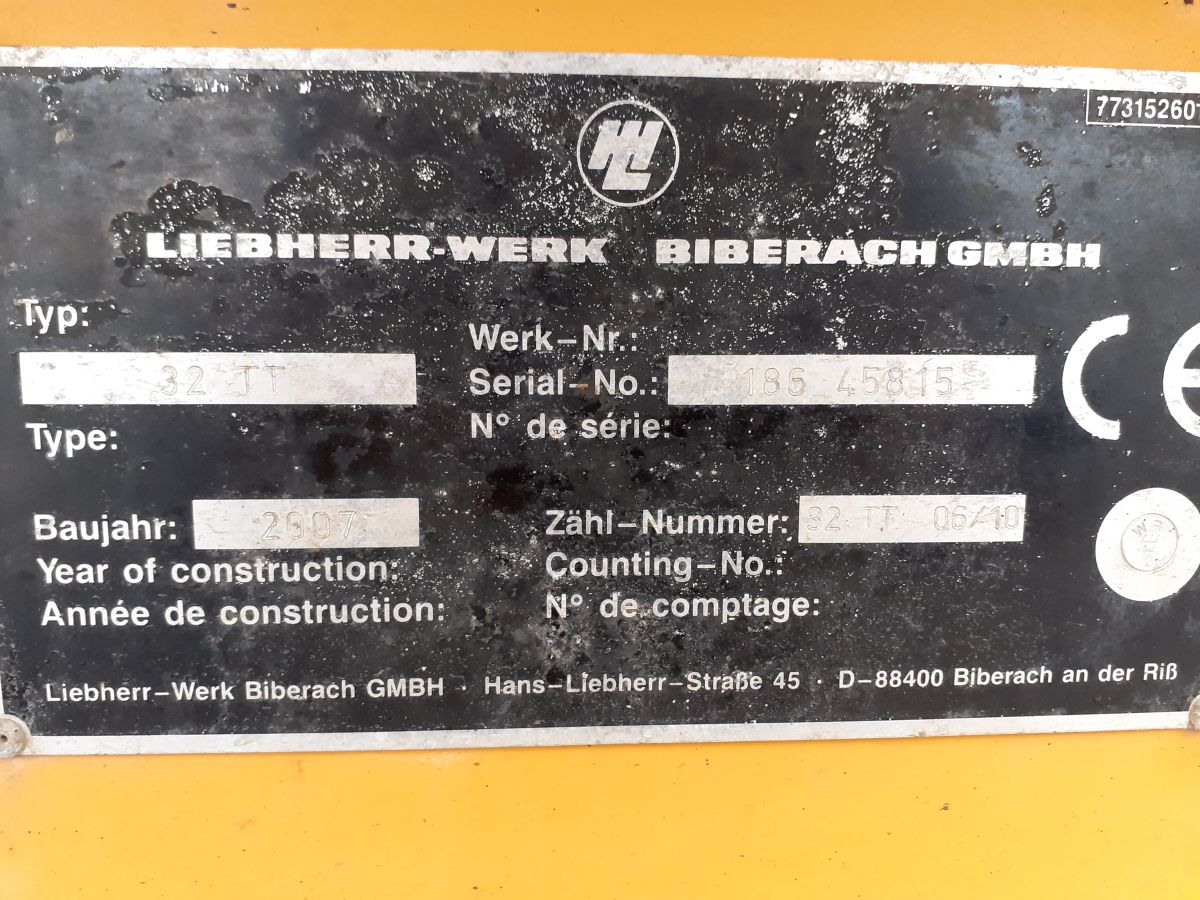 773152601
LIEBHERR-WERK BIBERACH GMBH
Typ:
32 TT
Type:
Werk-Nr.:
Serial-No.: 186 45815
N° de série:
CE
Baujahr: 2007
Year of construction:
Année de construction:
Zähl-Nummer: 32 TT 06/10
Counting-No.:
N° de comptage:
Liebherr-Werk Biberach GMBH · Hans-Liebherr-Straße 45 · D-88400 Biberach an der Riß